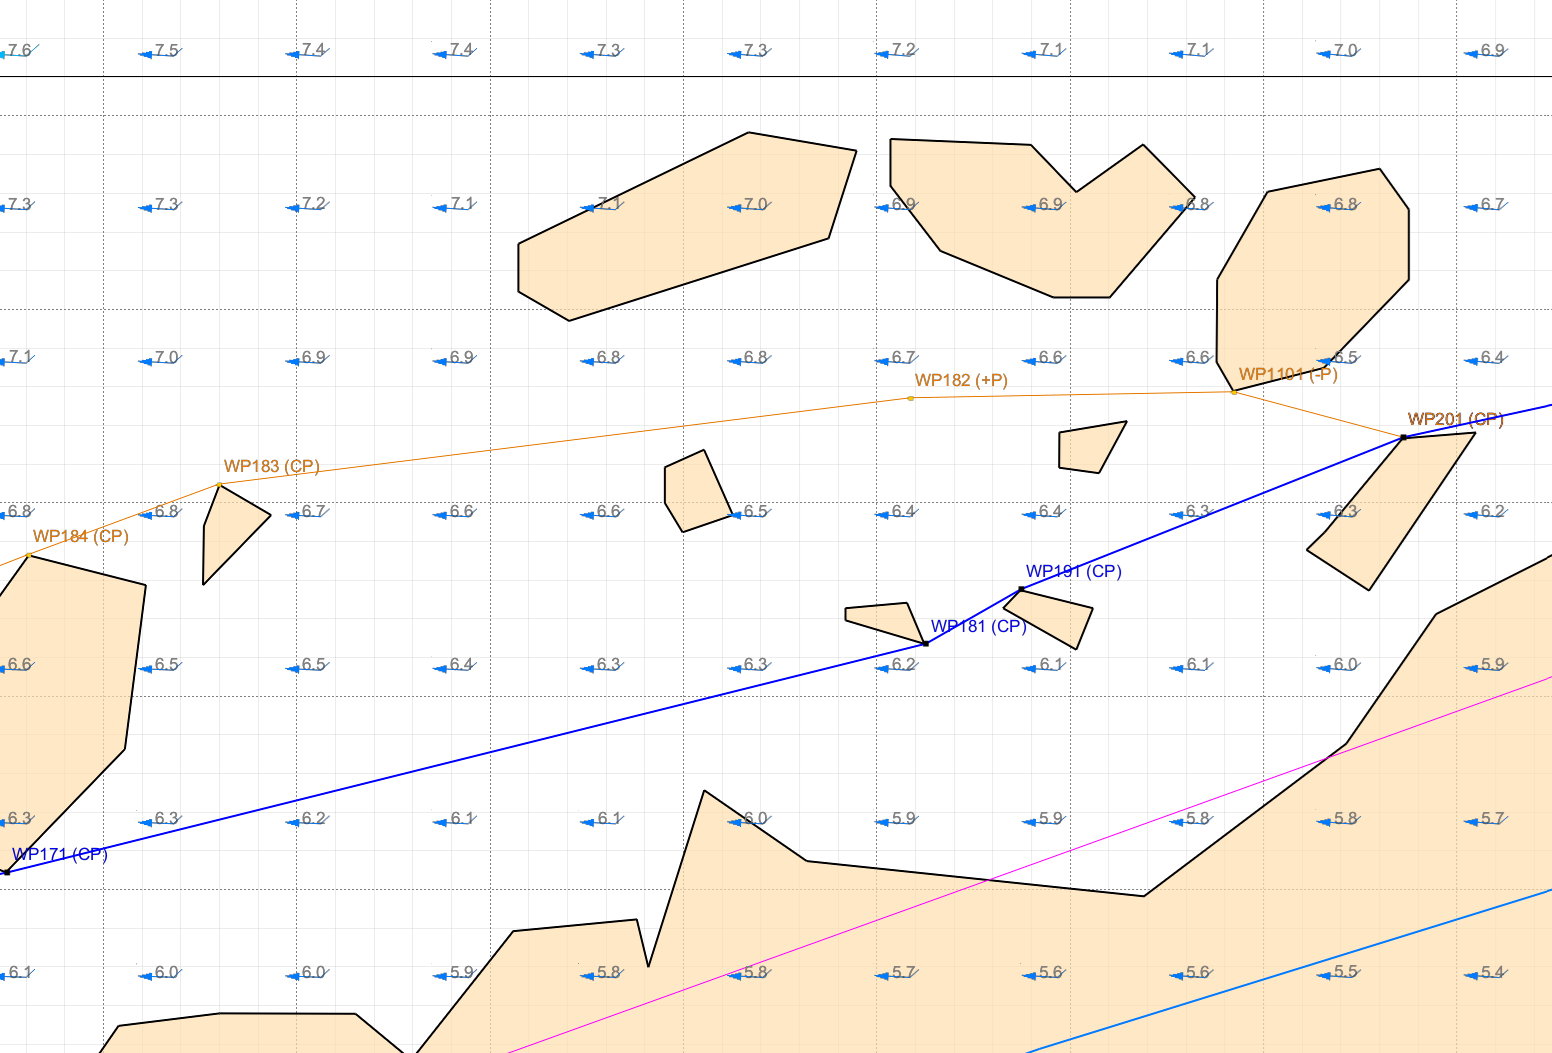 7.6 7.5 7.4 7.4 7.3 7.3 7.2 7.1 7.1 7.0 6.9
7.3 7.3 7.2 7.1 7.1 7.0 6.9 6.9 6.8 6.8 6.7
7.1 7.0 6.9 6.9 6.8 6.8 6.7 6.6 6.6 6.5 6.4
WP182 (+P) WP1101 (-P)
WP201 (CP)
WP183 (CP)
6.8 6.8 6.7 6.6 6.6 6.5 6.4 6.4 6.3 6.3 6.2
WP184 (CP)
WP191 (CP)
WP181 (CP)
6.6 6.5 6.5 6.4 6.3 6.3 6.2 6.1 6.1 6.0 5.9
6.3 6.3 6.2 6.1 6.1 6.0 5.9 5.9 5.8 5.8 5.7
WP171 (CP)
6.1 6.0 6.0 5.9 5.8 5.8 5.7 5.6 5.6 5.5 5.4